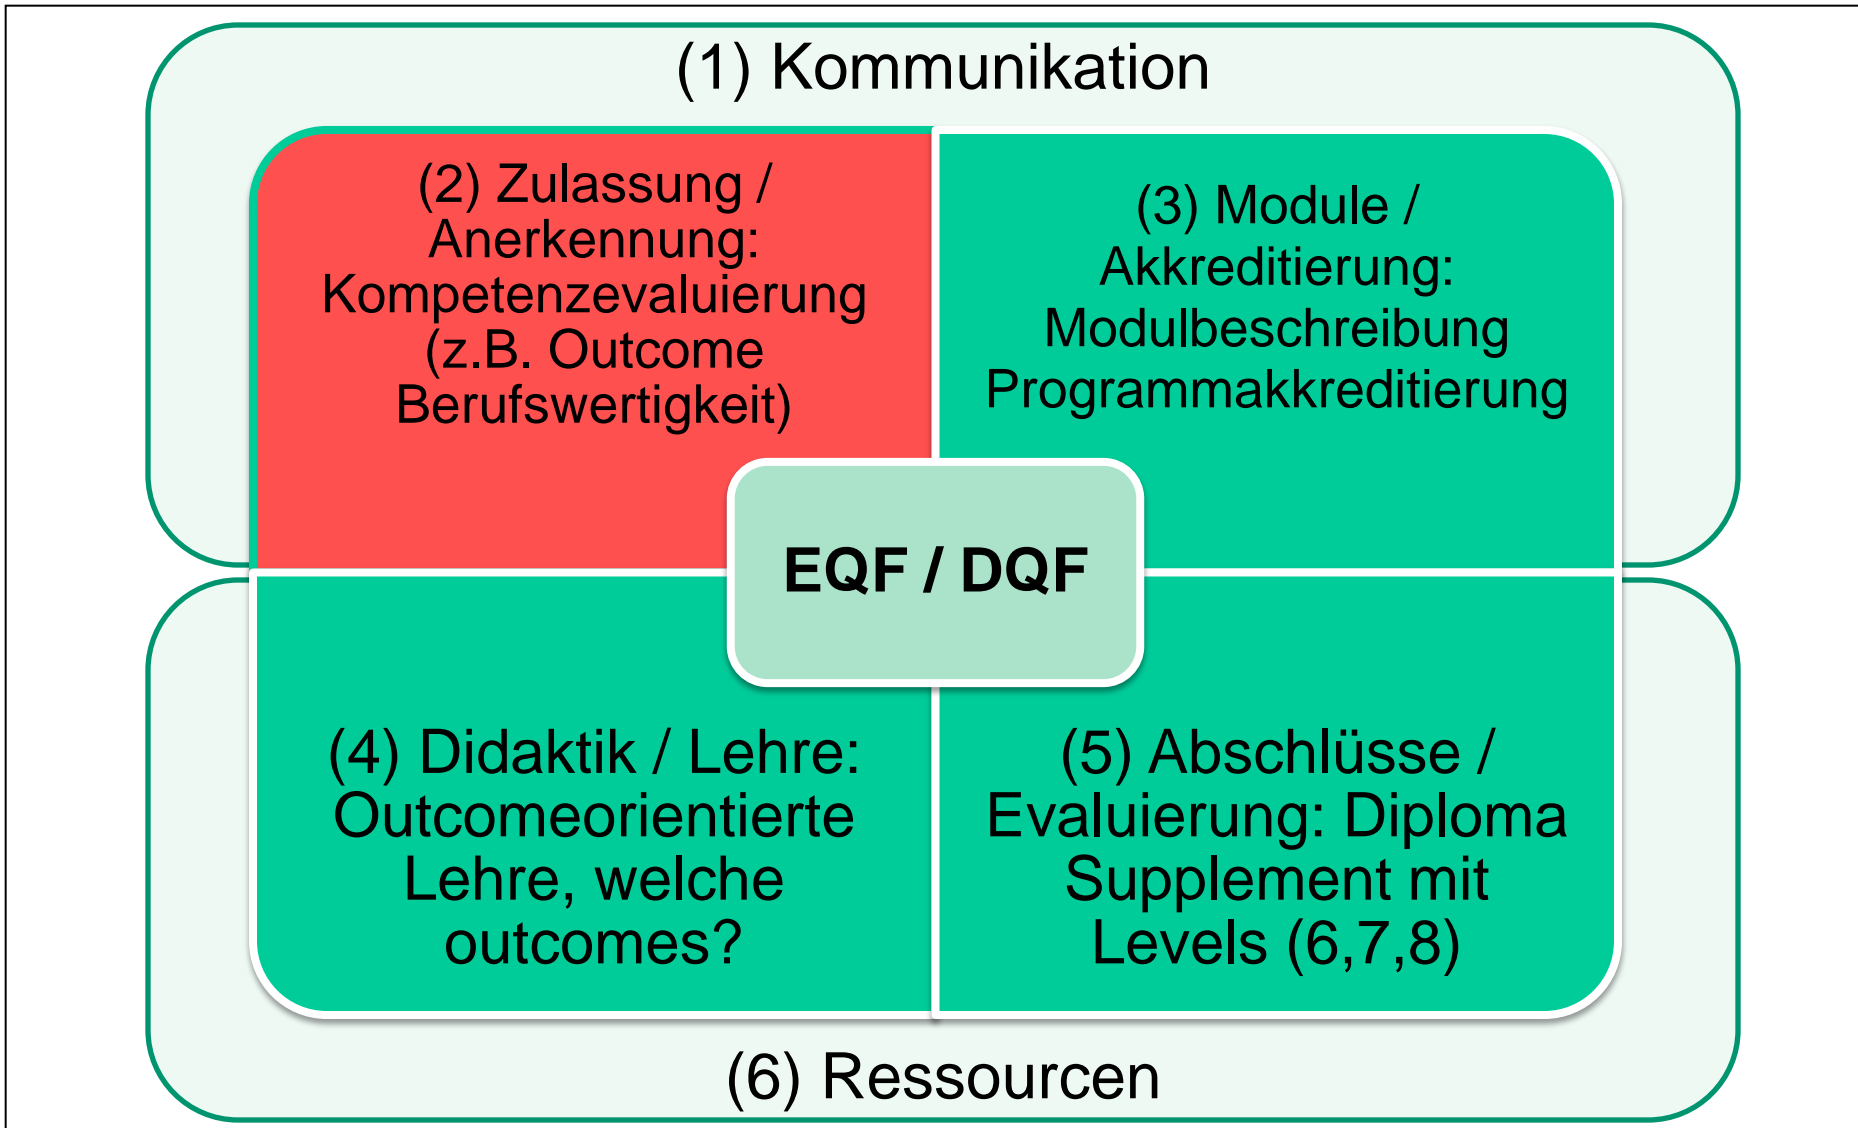 (1) Kommunikation
(2) Zulassung /
Anerkennung:
Kompetenzevaluierung
(z.B. Outcome
Berufswertigkeit)
(3) Module /
Akkreditierung:
Modulbeschreibung
Programmakkreditierung
EQF / DQF
(4) Didaktik / Lehre:
Outcomeorientierte
Lehre, welche
outcomes?
(5) Abschlüsse /
Evaluierung: Diploma
Supplement mit
Levels (6,7,8)
(6) Ressourcen